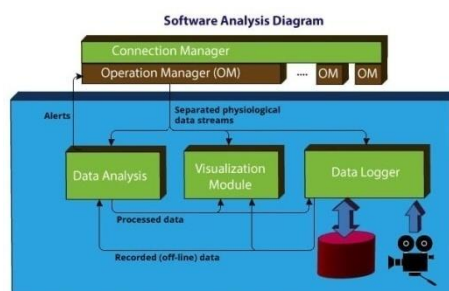 Software Analysis Diagram
Connection Manager
Operation Manager (OM)
....
OM
OM
Alerts
Separated physiological
data streams
Data Analysis
Visualization
Module
Data Logger
Processed data
Recorded (off-line) data